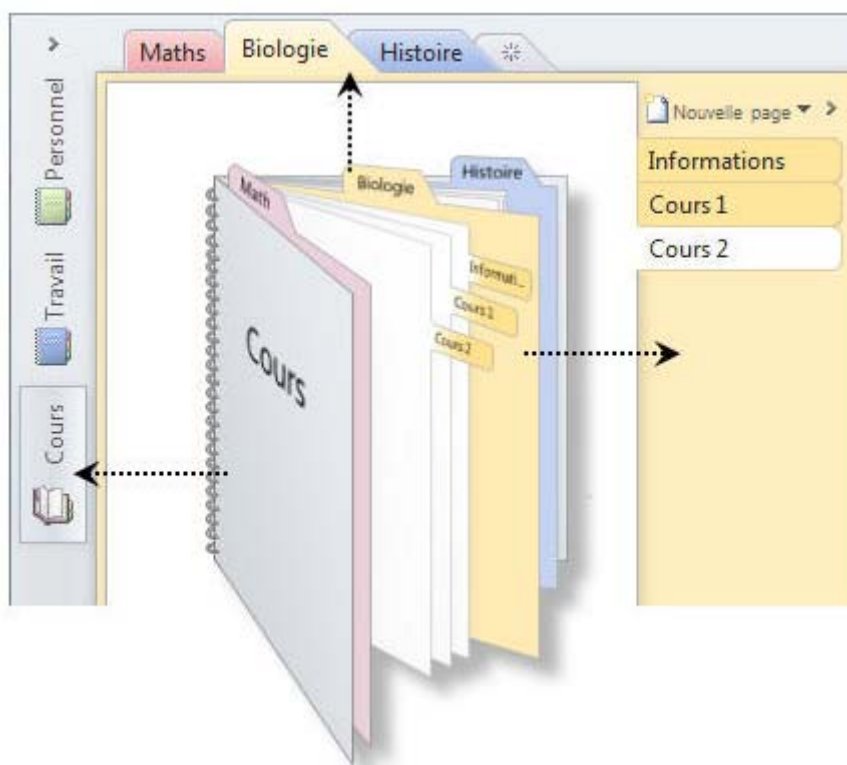 Maths
Biologie
Histoire
Personnel
Travail
Cours
Nouvelle page
Informations
Cours 1
Cours 2
Math
Biologie
Histoire
Informati...
Cours 1
Cours 2
Cours